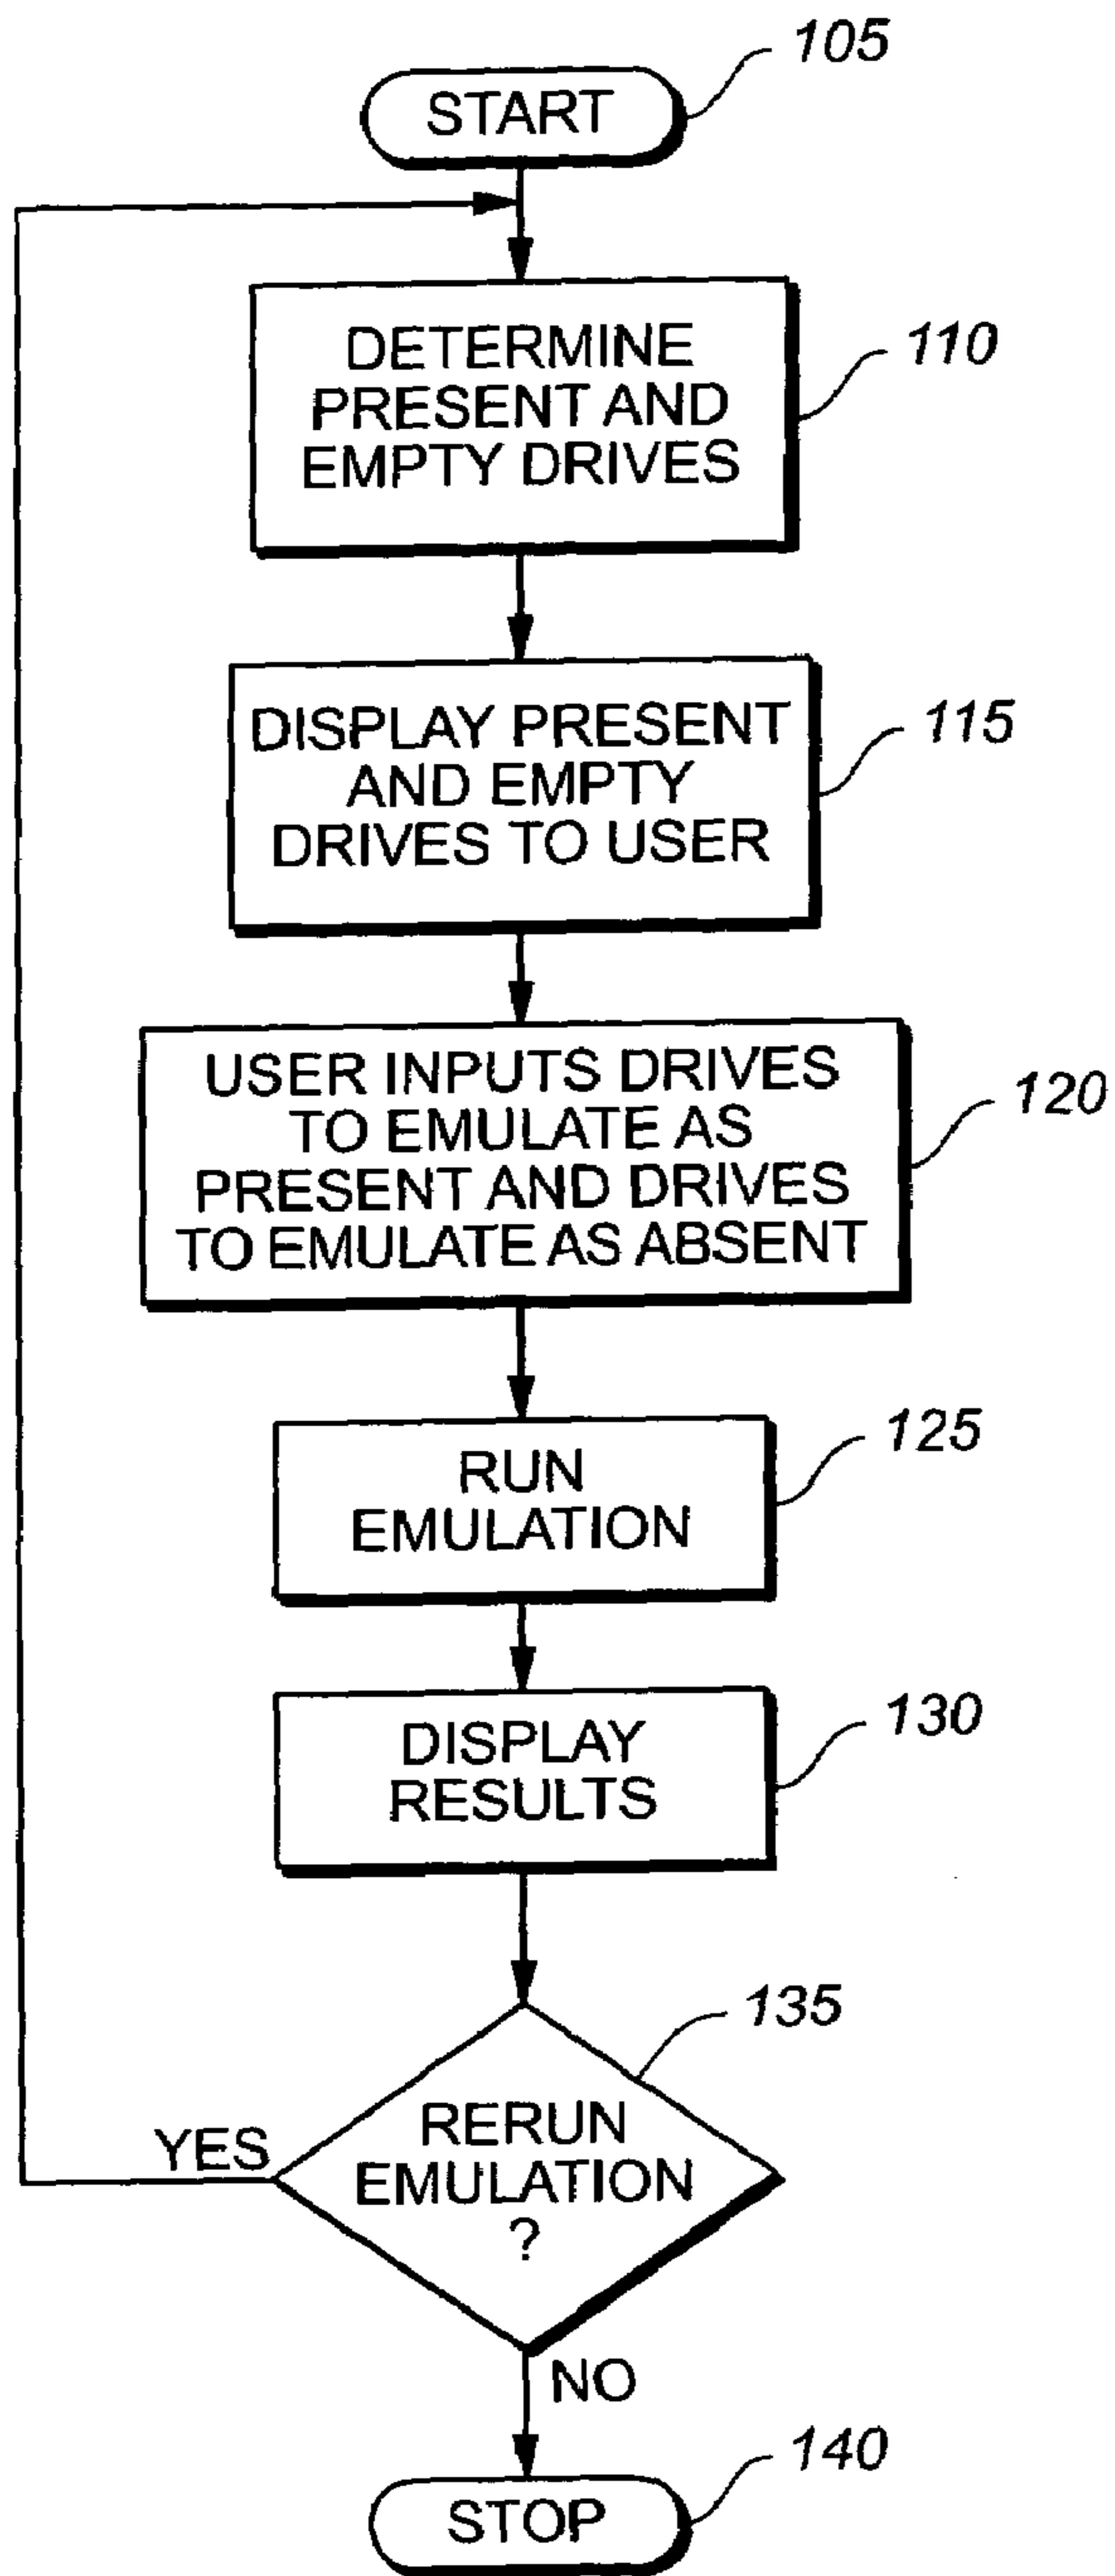 105
START
DETERMINE
PRESENT AND
EMPTY DRIVES
110
DISPLAY PRESENT
AND EMPTY
DRIVES TO USER
115
USER INPUTS DRIVES
TO EMULATE AS
PRESENT AND DRIVES
TO EMULATE AS ABSENT
120
RUN
EMULATION
125
DISPLAY
RESULTS
130
135
RERUN
EMULATION
?
YES
NO
140
STOP